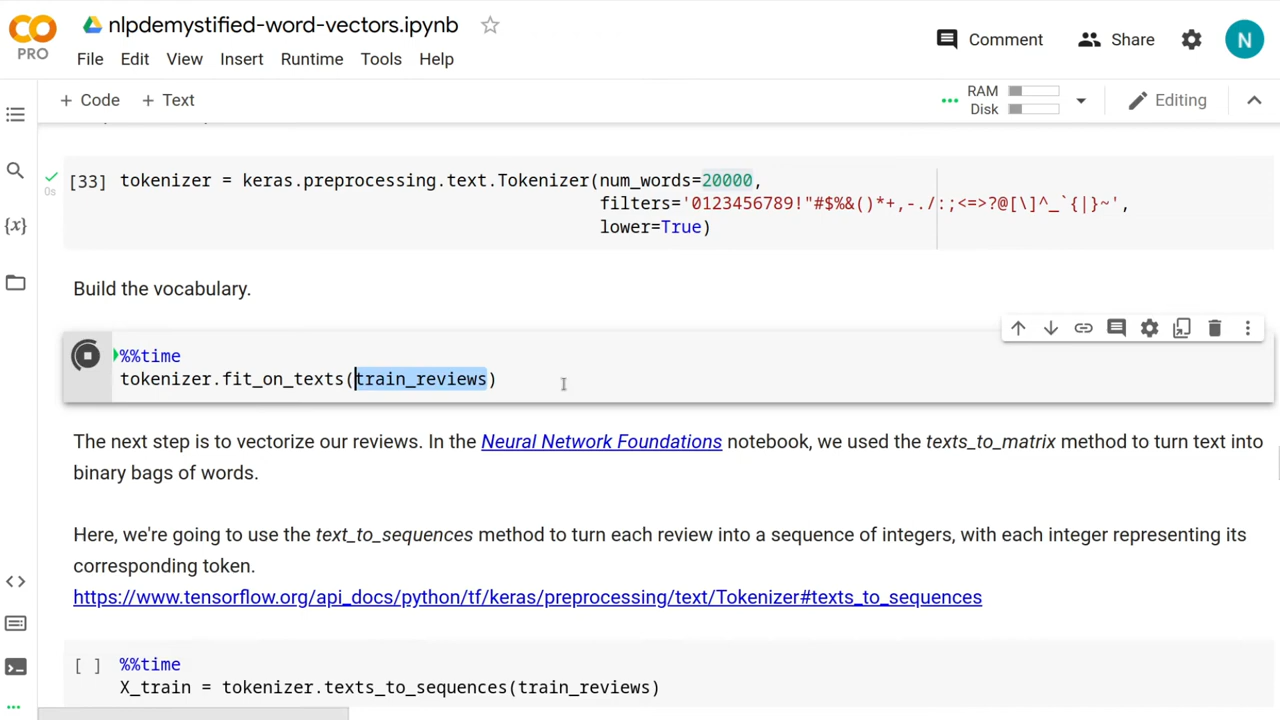 nlpdemystified-word-vectors.ipynb
PRO
File Edit View Insert Runtime Tools Help
Comment
Share
N
+ Code + Text
RAM
Disk
Editing
[33]
0s
tokenizer = keras.preprocessing.text.Tokenizer(num_words=20000,
filters='0123456789!"#$%&()*+,-./:;<=>?@[\]^_`{|}~',
lower=True)
Build the vocabulary.
%%time
tokenizer.fit_on_texts(train_reviews)
The next step is to vectorize our reviews. In the Neural Network Foundations notebook, we used the texts_to_matrix method to turn text into
binary bags of words.
Here, we're going to use the text_to_sequences method to turn each review into a sequence of integers, with each integer representing its
corresponding token.
https://www.tensorflow.org/api_docs/python/tf/keras/preprocessing/text/Tokenizer#texts_to_sequences
[ ] %%time
X_train = tokenizer.texts_to_sequences(train_reviews)